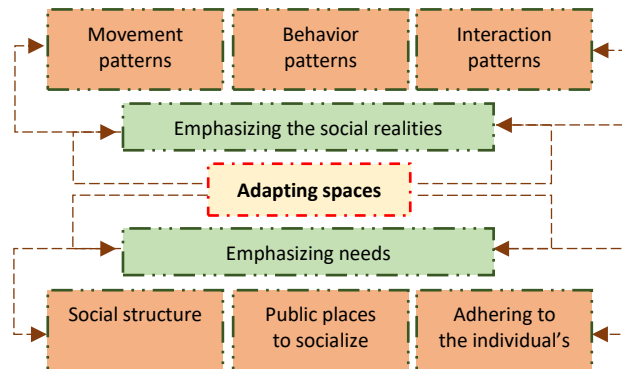 Movement
patterns
Behavior
patterns
Interaction
patterns
Emphasizing the social realities
Adapting spaces
Emphasizing needs
Social structure
Public places
to socialize
Adhering to
the individual’s